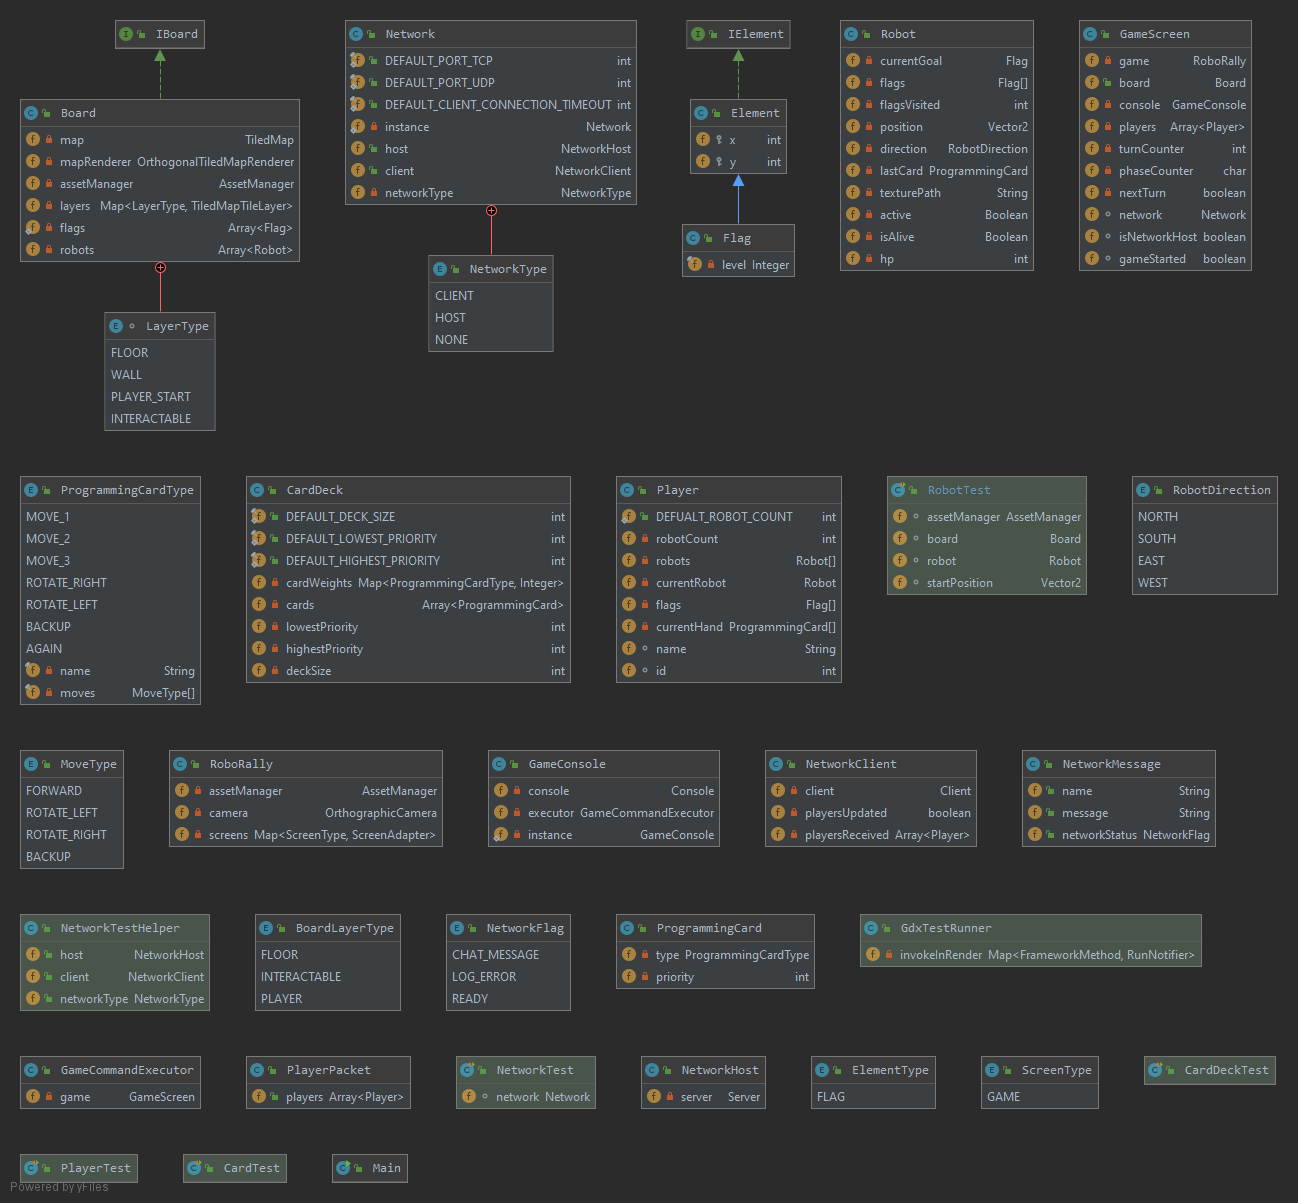 IBoard
Board
map TiledMap
mapRenderer OrthogonalTiledMapRenderer
assetManager AssetManager
layers Map<LayerType, TiledMapTileLayer>
flags Array<Flag>
robots Array<Robot>
LayerType
FLOOR
WALL
PLAYER_START
INTERACTABLE
Network
DEFAULT_PORT_TCP int
DEFAULT_PORT_UDP int
DEFAULT_CLIENT_CONNECTION_TIMEOUT int
instance Network
host NetworkHost
client NetworkClient
networkType NetworkType
NetworkType
CLIENT
HOST
NONE
IElement
Element
x int
y int
Flag
level Integer
Robot
currentGoal Flag
flags Flag[]
flagsVisited int
position Vector2
direction RobotDirection
lastCard ProgrammingCard
texturePath String
active Boolean
isAlive Boolean
hp int
GameScreen
game RoboRally
board Board
console GameConsole
players Array<Player>
turnCounter int
phaseCounter char
nextTurn boolean
network Network
isNetworkHost boolean
gameStarted boolean
ProgrammingCardType
MOVE_1
MOVE_2
MOVE_3
ROTATE_RIGHT
ROTATE_LEFT
BACKUP
AGAIN
name String
moves MoveType[]
CardDeck
DEFAULT_DECK_SIZE int
DEFAULT_LOWEST_PRIORITY int
DEFAULT_HIGHEST_PRIORITY int
cardWeights Map<ProgrammingCardType, Integer>
cards Array<ProgrammingCard>
lowestPriority int
highestPriority int
deckSize int
Player
DEFUALT_ROBOT_COUNT int
robotCount int
robots Robot[]
currentRobot Robot
flags Flag[]
currentHand ProgrammingCard[]
name String
id int
RobotTest
assetManager AssetManager
board Board
robot Robot
startPosition Vector2
RobotDirection
NORTH
SOUTH
EAST
WEST
MoveType
FORWARD
ROTATE_LEFT
ROTATE_RIGHT
BACKUP
RoboRally
assetManager AssetManager
camera OrthographicCamera
screens Map<ScreenType, ScreenAdapter>
GameConsole
console Console
executor GameCommandExecutor
instance GameConsole
NetworkClient
client Client
playersUpdated boolean
playersReceived Array<Player>
NetworkMessage
name String
message String
networkStatus NetworkFlag
NetworkTestHelper
host NetworkHost
client NetworkClient
networkType NetworkType
BoardLayerType
FLOOR
INTERACTABLE
PLAYER
NetworkFlag
CHAT_MESSAGE
LOG_ERROR
READY
ProgrammingCard
type ProgrammingCardType
priority int
GdxTestRunner
invokeInRender Map<FrameworkMethod, RunNotifier>
GameCommandExecutor
game GameScreen
PlayerPacket
players Array<Player>
NetworkTest
network Network
NetworkHost
server Server
ElementType
FLAG
ScreenType
GAME
CardDeckTest
PlayerTest
CardTest
Main
Powered by yFiles